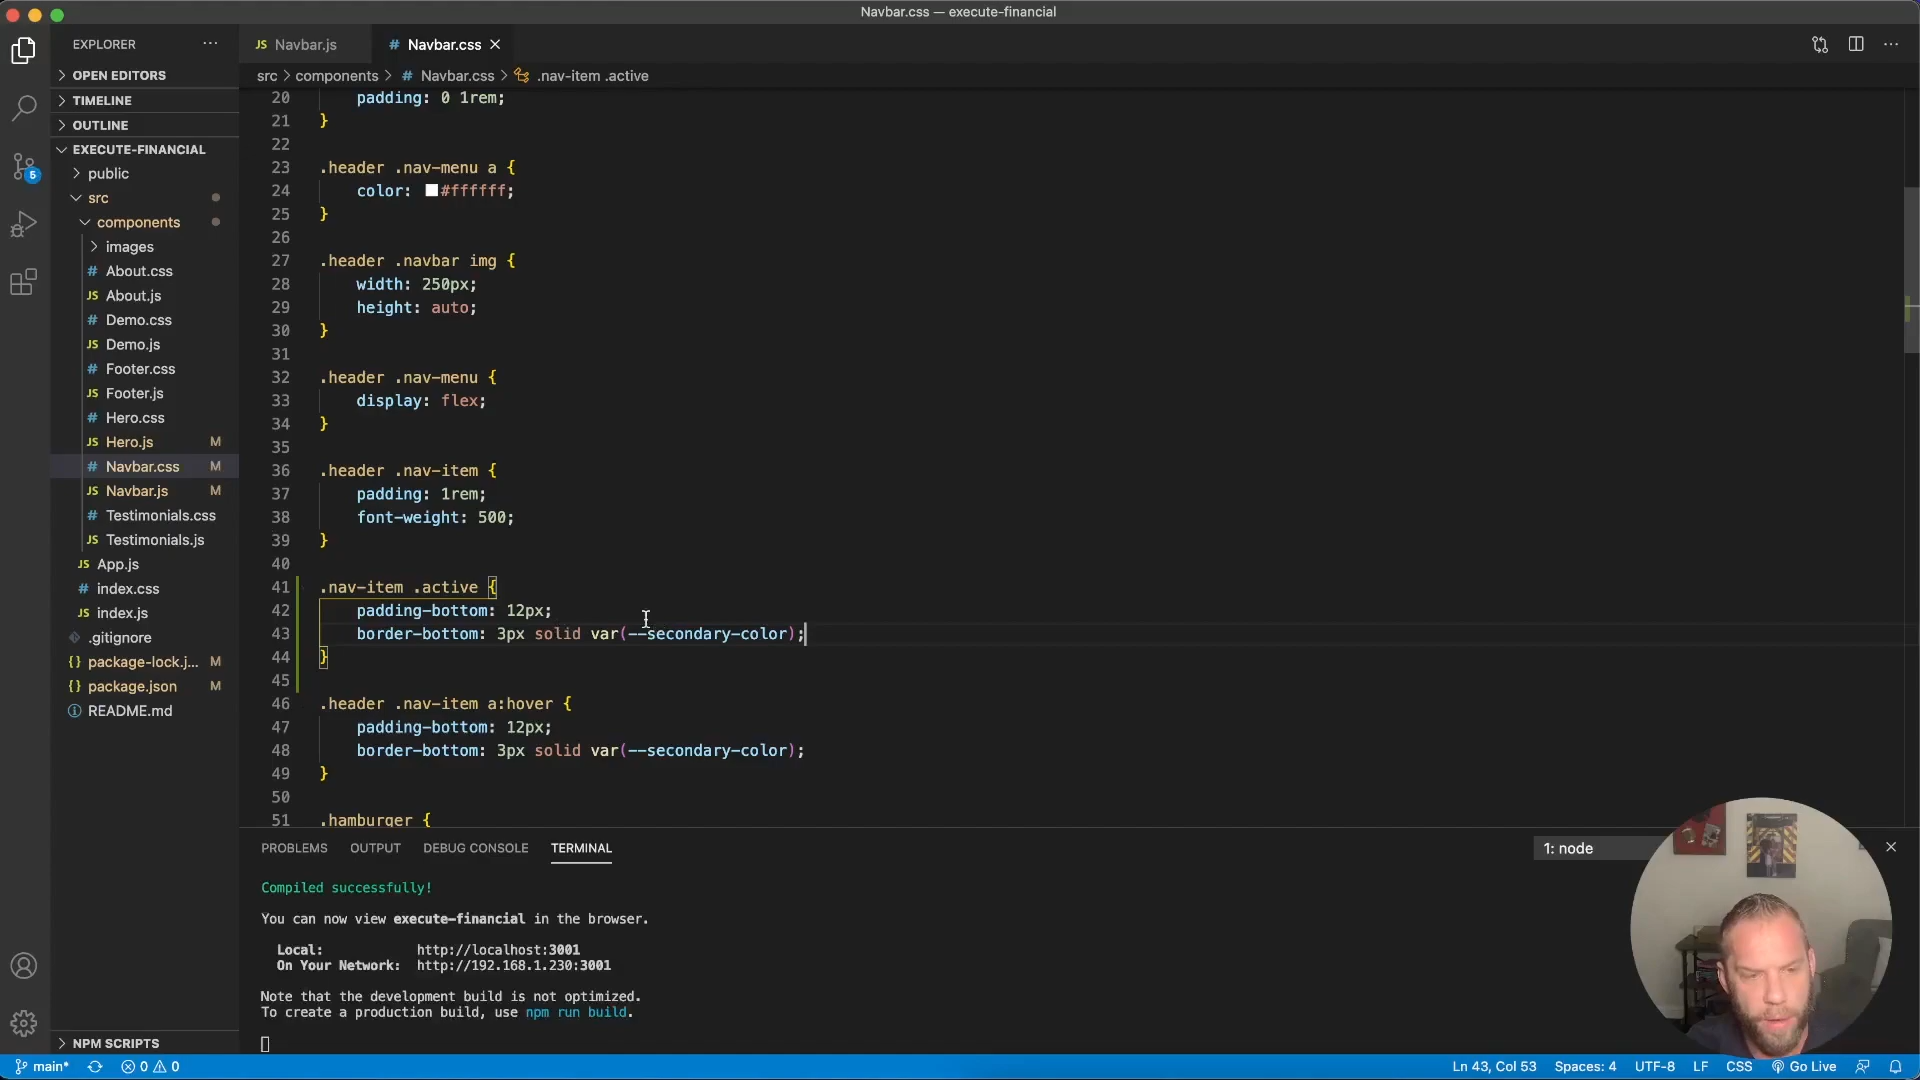 Navbar.css — execute-financial
EXPLORER
OPEN EDITORS
TIMELINE
OUTLINE
EXECUTE-FINANCIAL
public
src
components
images
# About.css
JS About.js
# Demo.css
JS Demo.js
# Footer.css
JS Footer.js
# Hero.css
JS Hero.js M
# Navbar.css M
JS Navbar.js M
# Testimonials.css
JS Testimonials.js
JS App.js
# index.css
JS index.js
.gitignore
{} package-lock.j... M
{} package.json M
README.md
NPM SCRIPTS
5
JS Navbar.js
# Navbar.css
src > components > # Navbar.css > .nav-item .active
20 padding: 0 1rem;
21 }
22
23 .header .nav-menu a {
24 color: #ffffff;
25 }
26
27 .header .navbar img {
28 width: 250px;
29 height: auto;
30 }
31
32 .header .nav-menu {
33 display: flex;
34 }
35
36 .header .nav-item {
37 padding: 1rem;
38 font-weight: 500;
39 }
40
41 .nav-item .active {
42 padding-bottom: 12px;
43 border-bottom: 3px solid var(--secondary-color);
44 }
45
46 .header .nav-item a:hover {
47 padding-bottom: 12px;
48 border-bottom: 3px solid var(--secondary-color);
49 }
50
51 .hamburger {
PROBLEMS OUTPUT DEBUG CONSOLE TERMINAL
1: node
Compiled successfully!
You can now view execute-financial in the browser.
Local: http://localhost:3001
On Your Network: http://192.168.1.230:3001
Note that the development build is not optimized.
To create a production build, use npm run build.
main* 0 0
Ln 43, Col 53 Spaces: 4 UTF-8 LF CSS Go Live